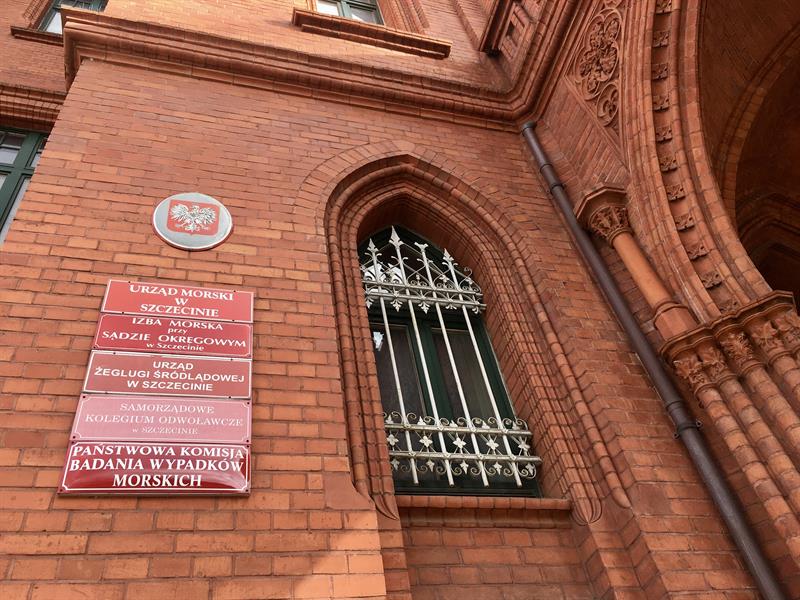 URZĄD MORSKI
W
SZCZECINIE
IZBA MORSKA
przy
SĄDZIE OKRĘGOWYM
w Szczecinie
URZĄD
ŻEGLUGI ŚRÓDLĄDOWEJ
W SZCZECINIE
SAMORZĄDOWE
KOLEGIUM ODWOŁAWCZE
w SZCZECINIE
PAŃSTWOWA KOMISJA
BADANIA WYPADKÓW
MORSKICH